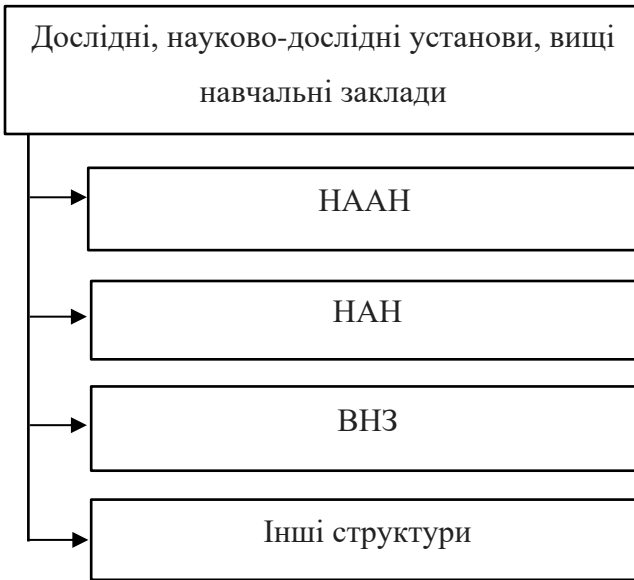 Дослідні, науково-дослідні установи, вищі
навчальні заклади
НААН
НАН
ВНЗ
Інші структури